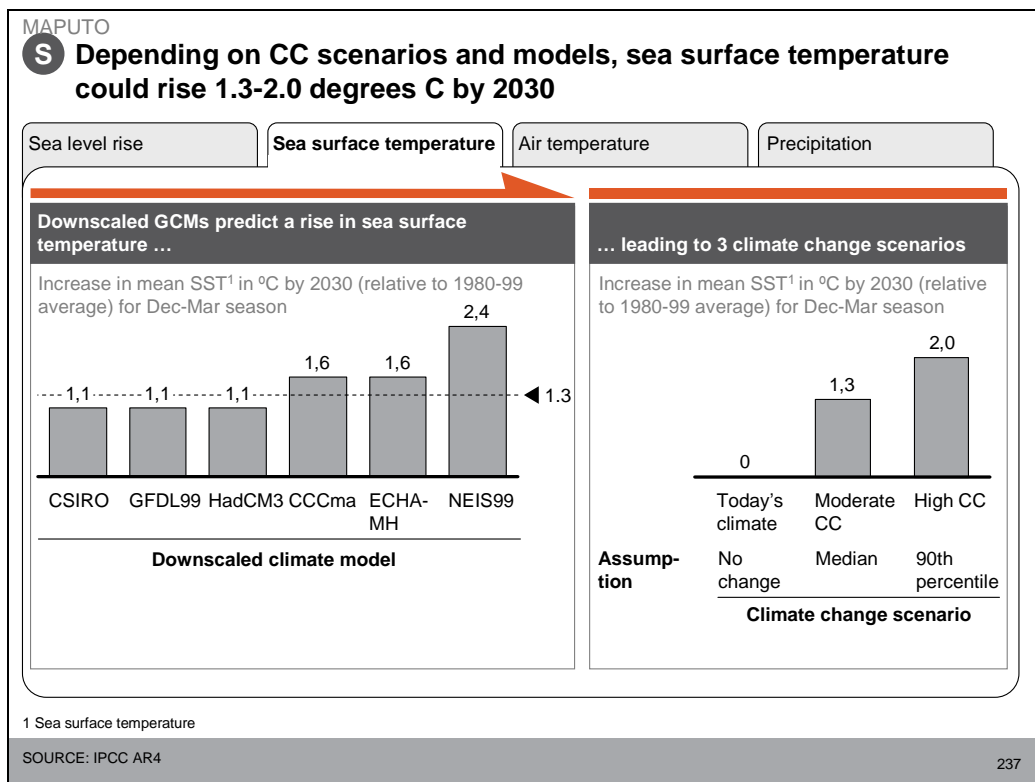 MAPUTO
S Depending on CC scenarios and models, sea surface temperature
could rise 1.3-2.0 degrees C by 2030
Sea level rise
Sea surface temperature
Air temperature
Precipitation
Downscaled GCMs predict a rise in sea surface
temperature …
Increase in mean SST¹ in ºC by 2030 (relative to 1980-99
average) for Dec-Mar season
2,4
1,6
1,6
1,1
1,1
1,1
1.3
CSIRO
GFDL99
HadCM3
CCCma
ECHA-
MH
NEIS99
Downscaled climate model
… leading to 3 climate change scenarios
Increase in mean SST¹ in ºC by 2030 (relative
to 1980-99 average) for Dec-Mar season
2,0
1,3
0
Today's
climate
Moderate
CC
High CC
Assump-
tion
No
change
Median
90th
percentile
Climate change scenario
1 Sea surface temperature
SOURCE: IPCC AR4
237